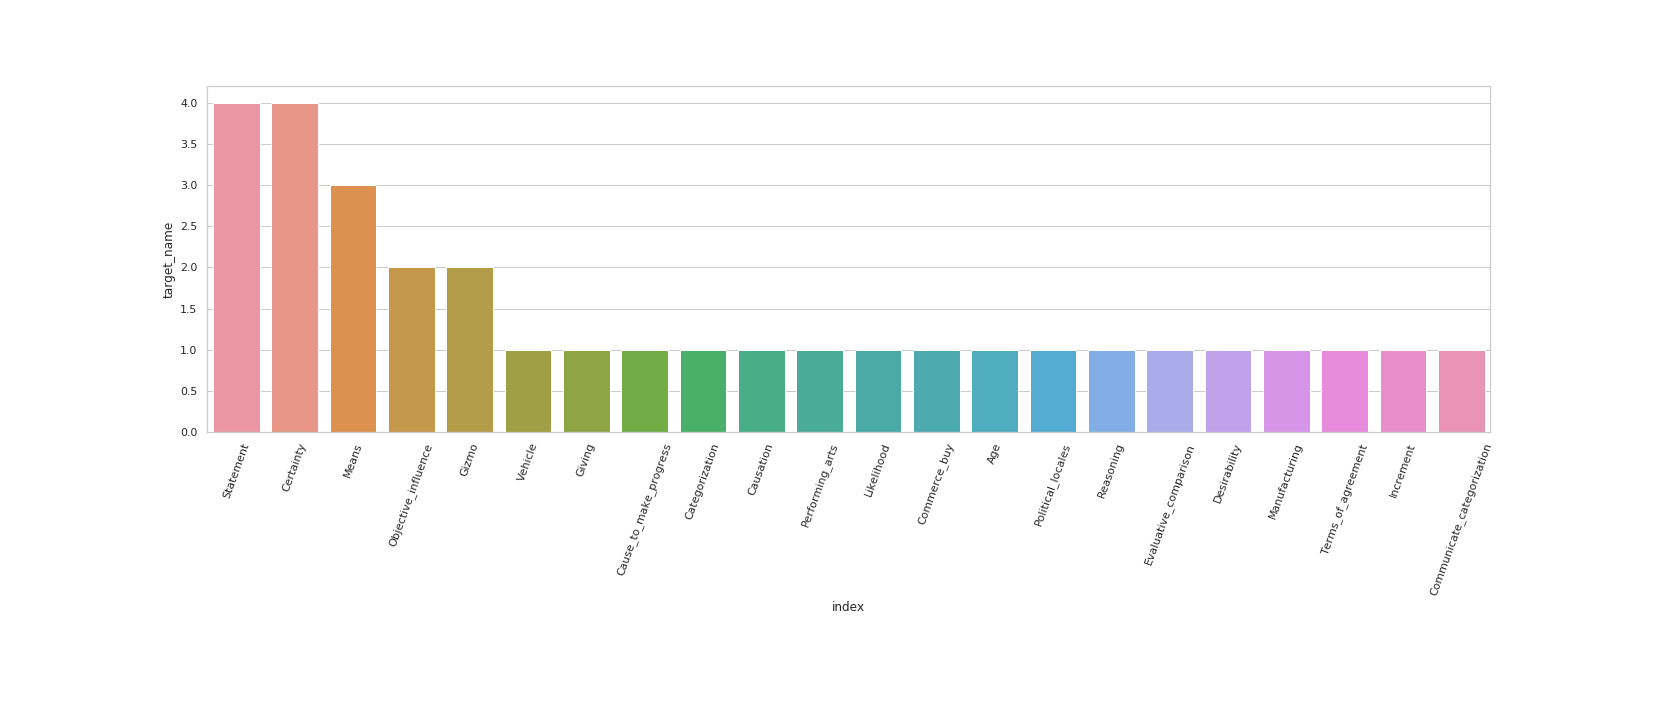 4.0
3.5
3.0
2.5
2.0
1.5
1.0
0.5
0.0
target_name
Statement
Certainty
Means
Objective_influence
Gizmo
Vehicle
Giving
Cause_to_make_progress
Categorization
Causation
Performing_arts
Likelihood
Commerce_buy
Age
Political_locales
Reasoning
Evaluative_comparison
Desirability
Manufacturing
Terms_of_agreement
Increment
Communicate_categorization
index